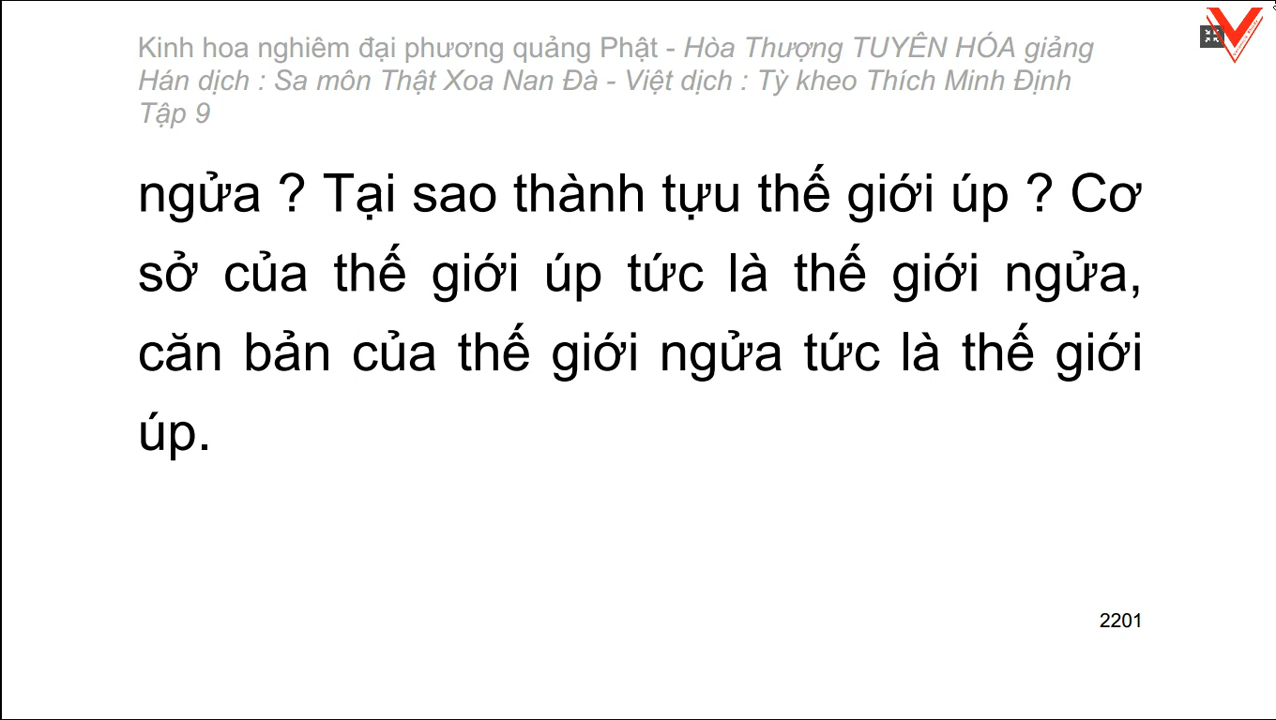 Kinh hoa nghiêm đại phương quảng Phật - Hòa Thượng TUYÊN HÓA giảng
Hán dịch : Sa môn Thật Xoa Nan Đà - Việt dịch : Tỳ kheo Thích Minh Định
Tập 9
ngửa ? Tại sao thành tựu thế giới úp ? Cơ
sở của thế giới úp tức là thế giới ngửa,
căn bản của thế giới ngửa tức là thế giới
úp.
2201